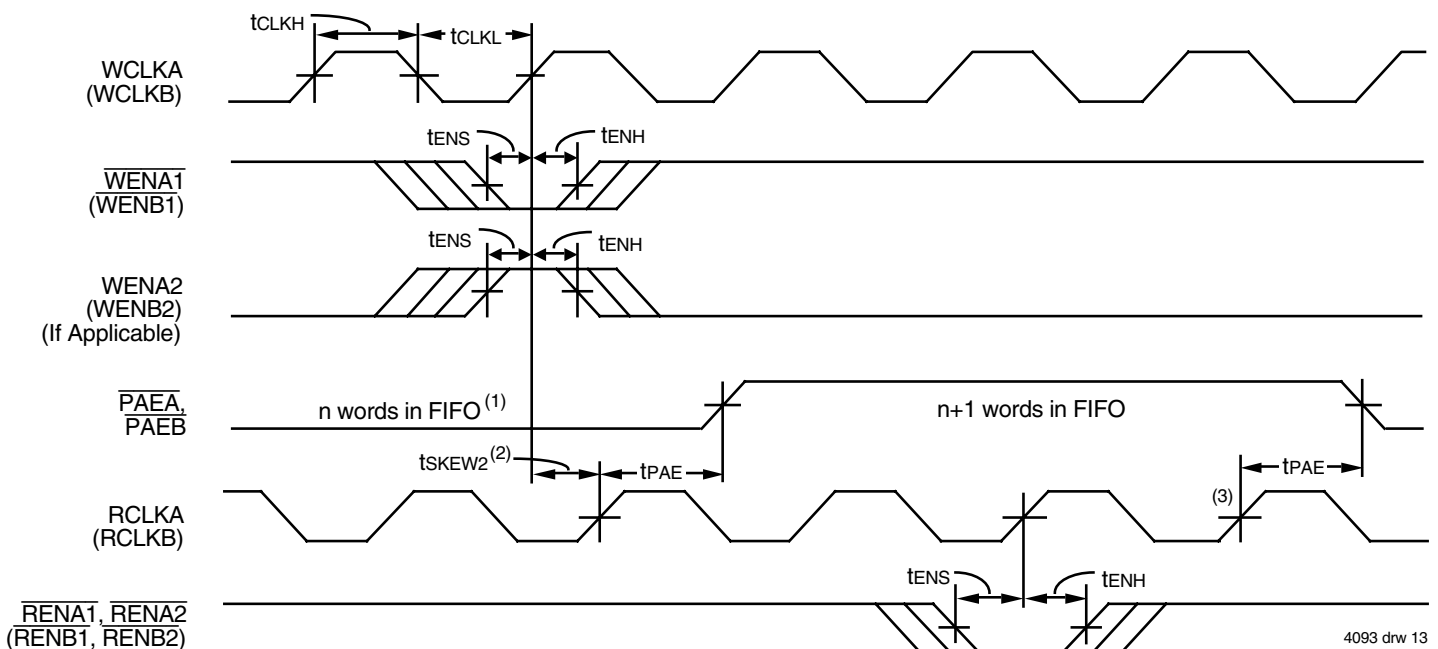 tCLKH
tCLKL
WCLKA
(WCLKB)
tENS
tENH
WENA1
(WENB1)
tENS
tENH
WENA2
(WENB2)
(If Applicable)
PAEA,
PAEB
n words in FIFO (1)
n+1 words in FIFO
tSKEW2 (2)
tPAE
tPAE
(3)
RCLKA
(RCLKB)
tENS
tENH
RENA1, RENA2
(RENB1, RENB2)
4093 drw 13